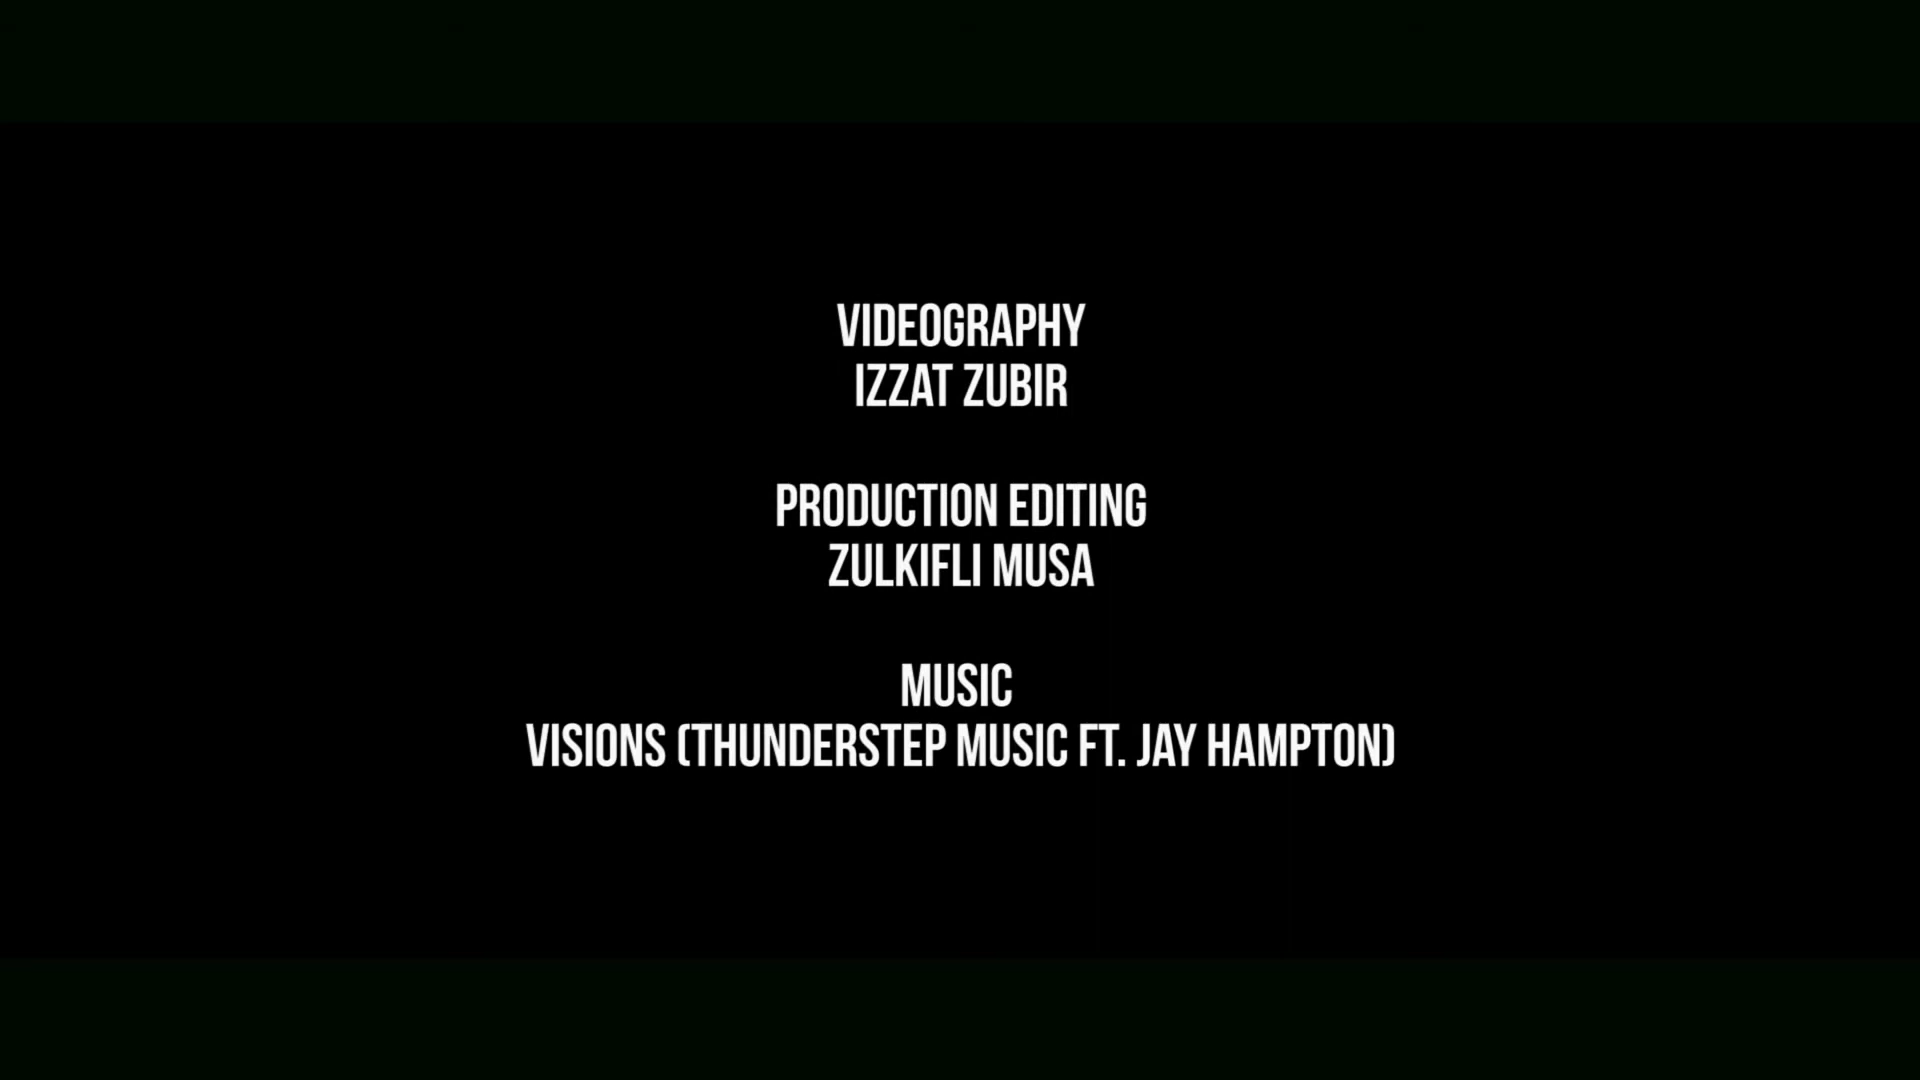 VIDEOGRAPHY
IZZAT ZUBIR
PRODUCTION EDITING
ZULKIFLI MUSA
MUSIC
VISIONS (THUNDERSTEP MUSIC FT. JAY HAMPTON)